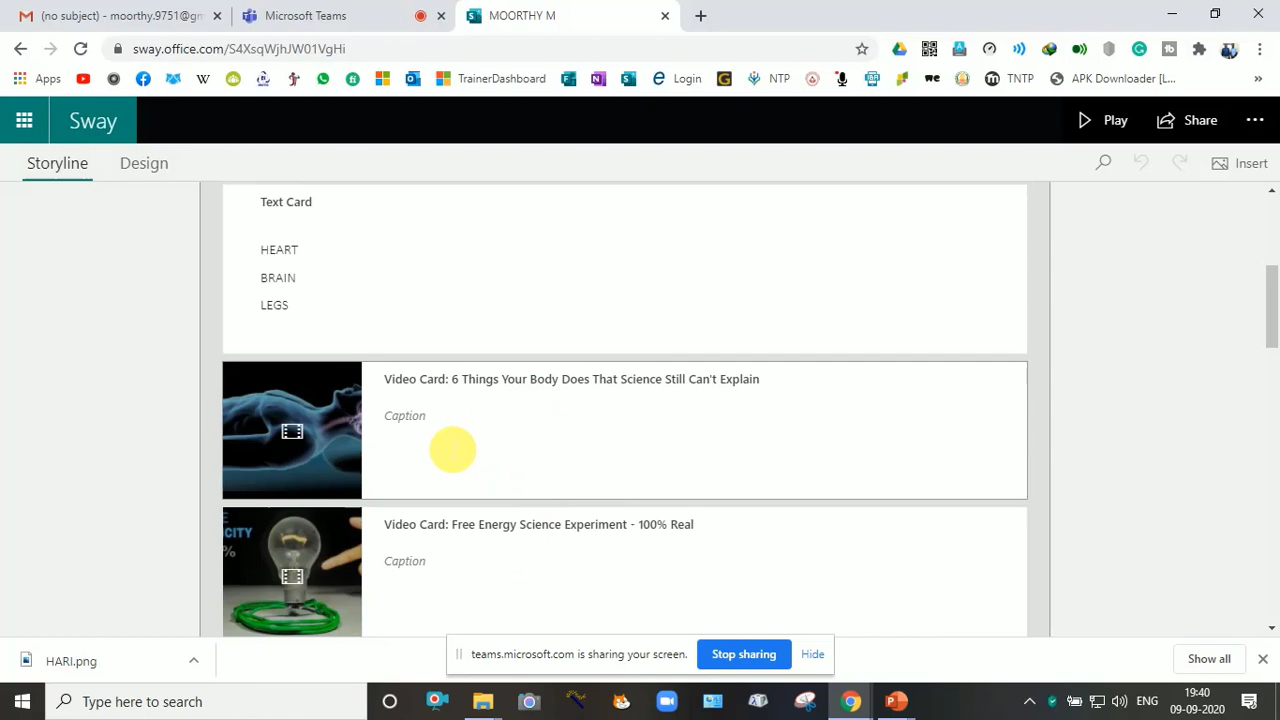 (no subject) - moorthy.9751@gm
Microsoft Teams
MOORTHY M
sway.office.com/S4XsqWjhJW01VgHi
Apps
TrainerDashboard
Login
NTP
TNTP
APK Downloader [L...
Sway
Play
Share
Storyline
Design
Insert
Text Card
HEART
BRAIN
LEGS
Video Card: 6 Things Your Body Does That Science Still Can't Explain
Caption
Video Card: Free Energy Science Experiment - 100% Real
Caption
HARI.png
teams.microsoft.com is sharing your screen.
Stop sharing
Hide
Show all
Type here to search
ENG
19:40
09-09-2020